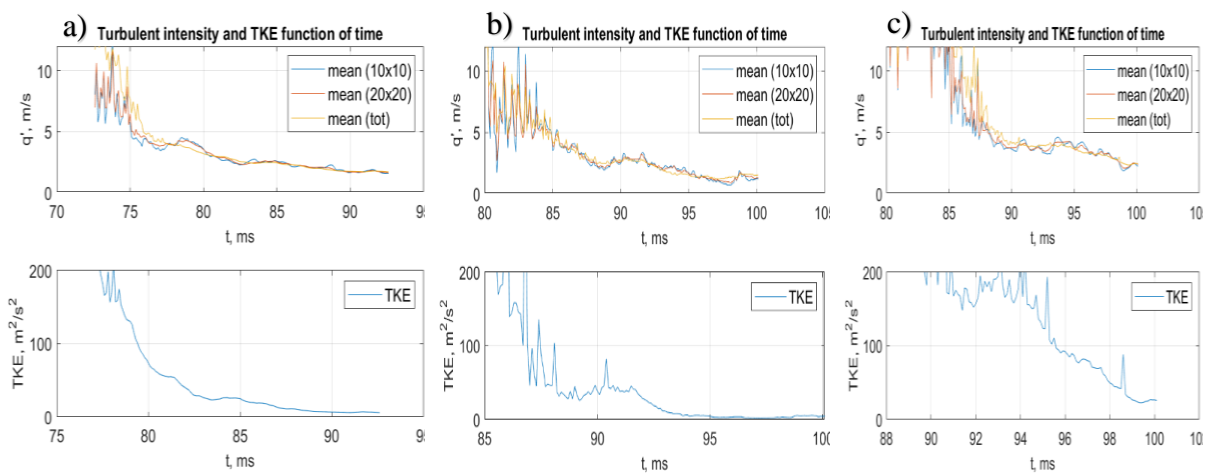 a)
Turbulent intensity and TKE function of time
q', m/s
10
5
0
mean (10x10)
mean (20x20)
mean (tot)
70 75 80 85 90 95
t, ms
b)
Turbulent intensity and TKE function of time
q', m/s
10
5
0
mean (10x10)
mean (20x20)
mean (tot)
80 85 90 95 100 105
t, ms
c)
Turbulent intensity and TKE function of time
q', m/s
10
5
0
mean (10x10)
mean (20x20)
mean (tot)
80 85 90 95 100 10
t, ms
TKE, m²/s²
200
100
0
TKE
75 80 85 90 95
t, ms
TKE, m²/s²
200
100
0
TKE
85 90 95 100
t, ms
TKE, m²/s²
200
100
0
TKE
88 90 92 94 96 98 100 10
t, ms